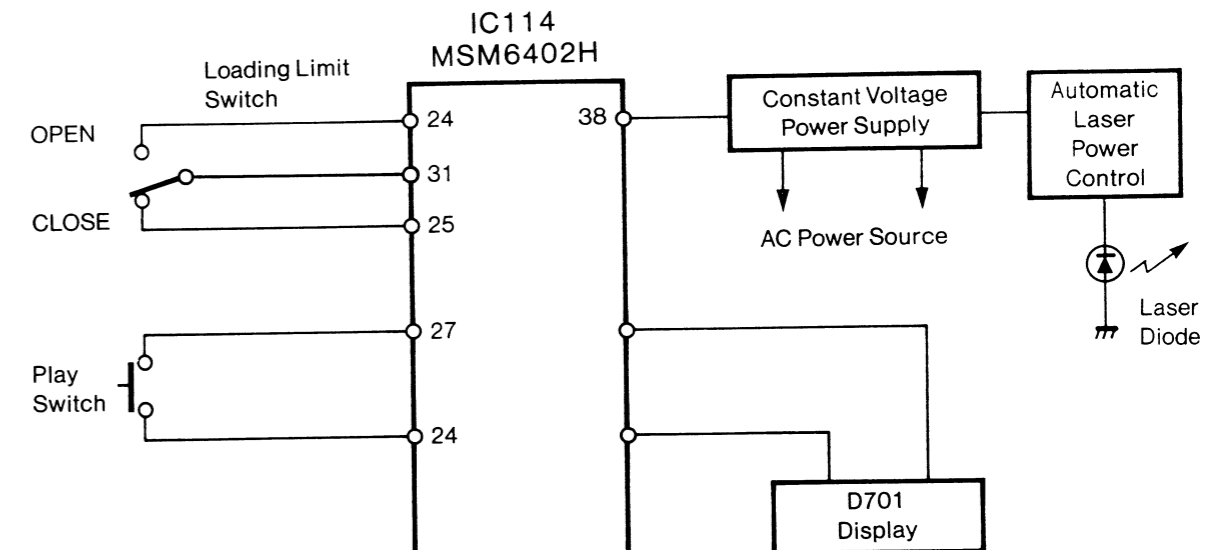 IC114
MSM6402H
Loading Limit
Switch
OPEN
CLOSE
24
31
25
38
Constant Voltage
Power Supply
Automatic
Laser
Power
Control
AC Power Source
Laser
Diode
Play
Switch
27
24
D701
Display